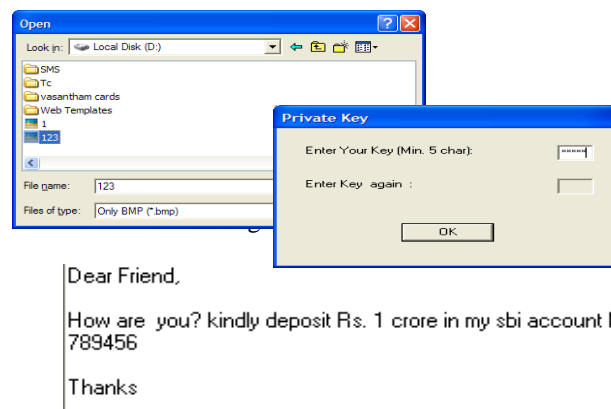 Open
Look in: Local Disk (D:)
SMS
Tc
vasantham cards
Web Templates
1
123
File name: 123
Files of type: Only BMP (*.bmp)
Private Key
Enter Your Key (Min. 5 char): *****
Enter Key again :
OK
Dear Friend,
How are you? kindly deposit Rs. 1 crore in my sbi account
789456
Thanks